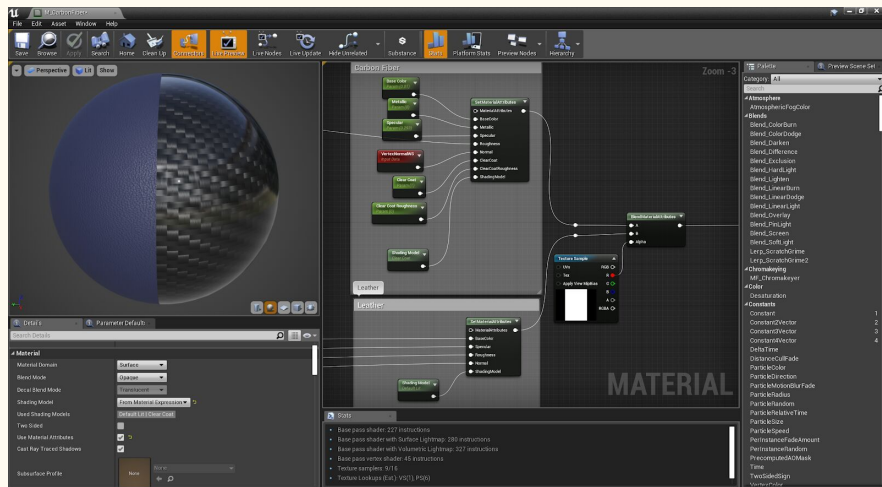 M_CarbonFiber*
File Edit Asset Window Help
Save Browse Apply Search Home Clean Up Connectors Live Preview Live Nodes Live Update Hide Unrelated Substance Stats Platform Stats Preview Nodes Hierarchy
Perspective Lit Show
Carbon Fiber
Zoom -3
Base Color
Metallic
Specular
VertexNormalWS
Clear Coat
Clear Coat Roughness
Shading Model
SetMaterialAttributes
MaterialAttributes
BaseColor
Metallic
Specular
Roughness
Normal
ClearCoat
ClearCoatRoughness
ShadingModel
BlendMaterialAttributes
A
B
Alpha
Texture Sample
UVs RGB
Tex R
Apply View MipBias G
B
A
RGBA
Leather
Leather
SetMaterialAttributes
MaterialAttributes
BaseColor
Specular
Roughness
Normal
ShadingModel
Shading Model
MATERIAL
Details Parameter Defaults
Search Details
Material
Material Domain Surface
Blend Mode Opaque
Decal Blend Mode Translucent
Shading Model From Material Expression
Used Shading Models Default Lit | Clear Coat
Two Sided
Use Material Attributes
Cast Ray Traced Shadows
Subsurface Profile None None
Stats
Base pass shader: 227 instructions
Base pass shader with Surface Lightmap: 280 instructions
Base pass shader with Volumetric Lightmap: 327 instructions
Base pass vertex shader: 45 instructions
Texture samplers: 9/16
Texture Lookups (Est.): VS(1), PS(6)
Palette Preview Scene Set
Category: All
Search
Atmosphere
AtmosphericFogColor
Blends
Blend_ColorBurn
Blend_ColorDodge
Blend_Darken
Blend_Difference
Blend_Exclusion
Blend_HardLight
Blend_Lighten
Blend_LinearBurn
Blend_LinearDodge
Blend_LinearLight
Blend_Overlay
Blend_PinLight
Blend_Screen
Blend_SoftLight
Lerp_ScratchGrime
Lerp_ScratchGrime2
Chromakeying
MF_Chromakeyer
Color
Desaturation
Constants
Constant 1
Constant2Vector 2
Constant3Vector 3
Constant4Vector 4
DeltaTime
DistanceCullFade
ParticleColor
ParticleDirection
ParticleMotionBlurFade
ParticleRadius
ParticleRandom
ParticleRelativeTime
ParticleSize
ParticleSpeed
PerInstanceFadeAmount
PerInstanceRandom
PrecomputedAOMask
Time
TwoSidedSign
VertexColor